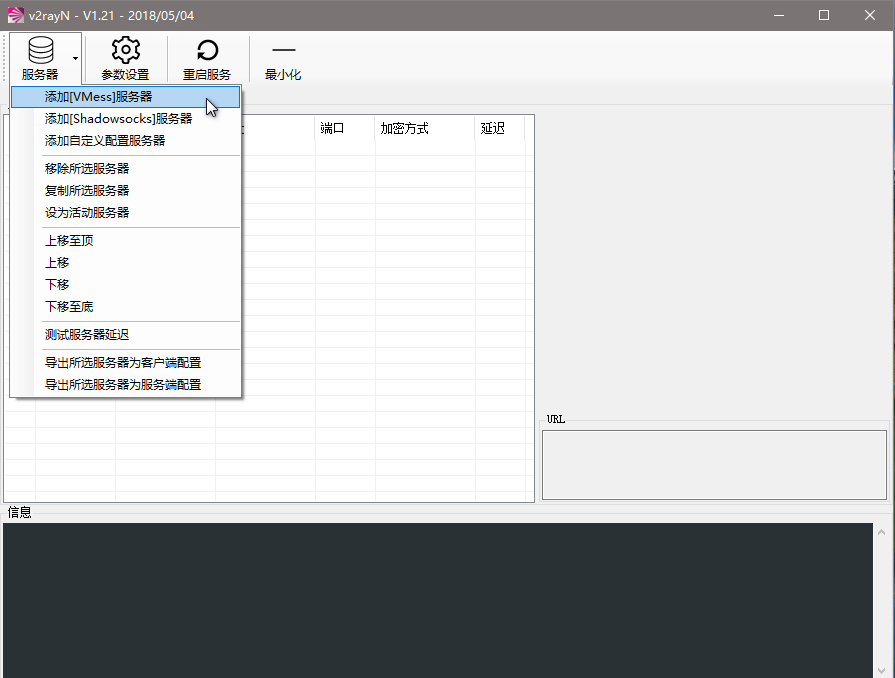 v2rayN - V1.21 - 2018/05/04
服务器
参数设置
重启服务
最小化
添加[VMess]服务器
添加[Shadowsocks]服务器
添加自定义配置服务器
移除所选服务器
复制所选服务器
设为活动服务器
上移至顶
上移
下移
下移至底
测试服务器延迟
导出所选服务器为客户端配置
导出所选服务器为服务端配置
端口 加密方式 延迟
URL
信息